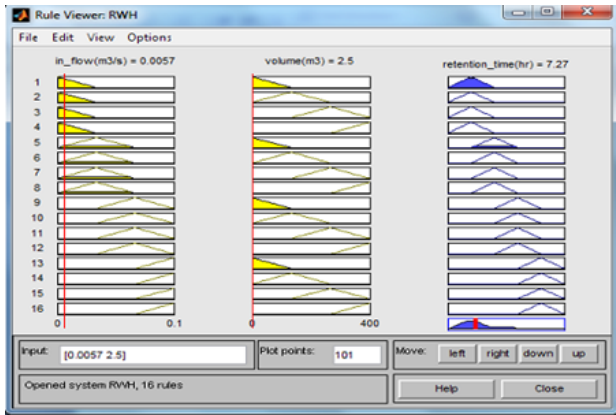 Rule Viewer: RWH
File Edit View Options
in_flow(m3/s) = 0.0057 volume(m3) = 2.5 retention_time(hr) = 7.27
1
2
3
4
5
6
7
8
9
10
11
12
13
14
15
16
0 0.1 0 400
Input: [0.0057 2.5] Plot points: 101 Move: left right down up
Opened system RWH, 16 rules Help Close